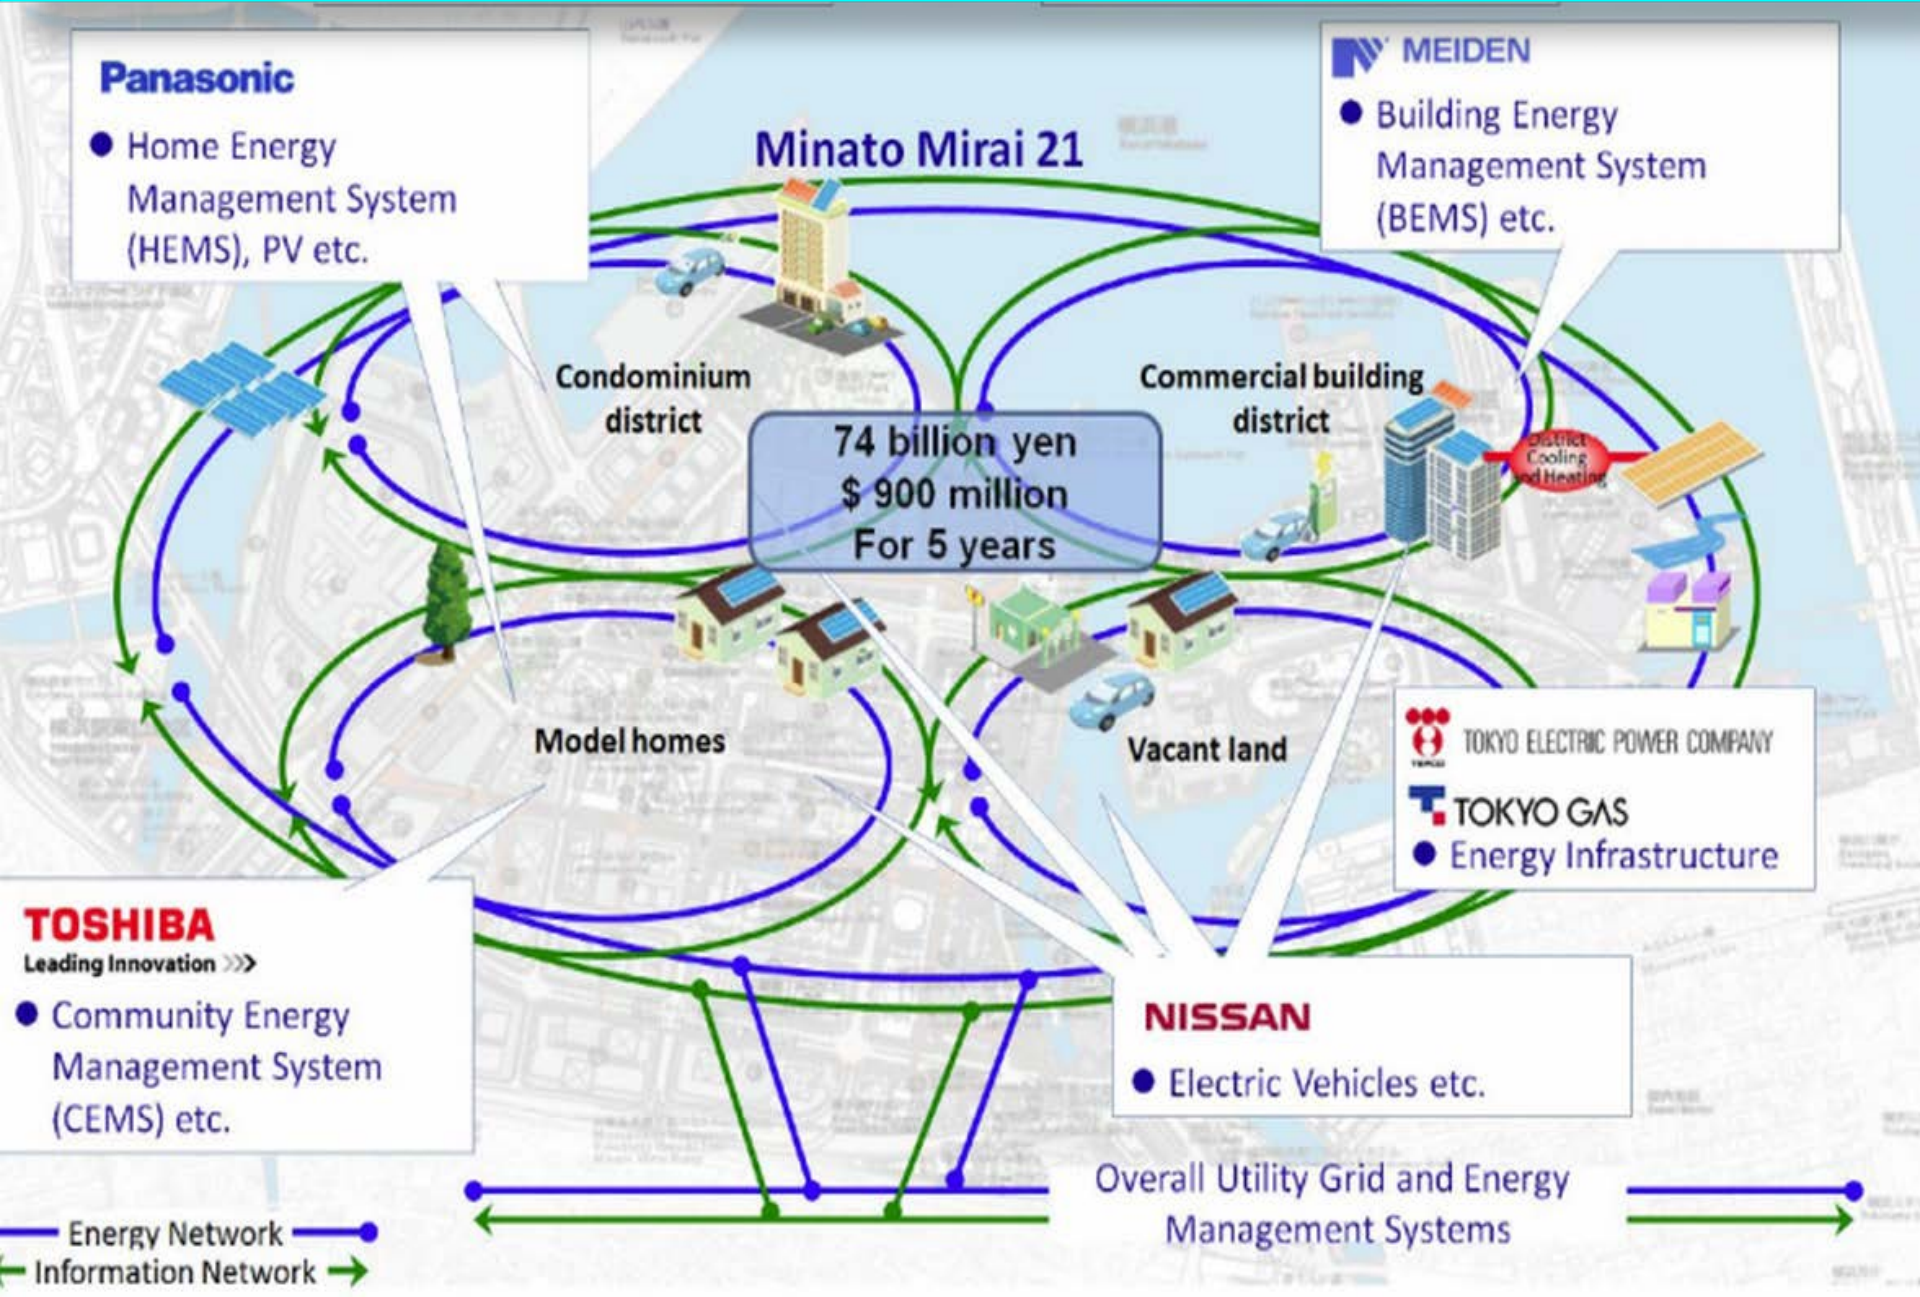 Panasonic
Home Energy
Management System
(HEMS), PV etc.
MEIDEN
Building Energy
Management System
(BEMS) etc.
Minato Mirai 21
Condominium
district
Commercial building
district
74 billion yen
$ 900 million
For 5 years
District
Cooling
and Heating
Model homes
Vacant land
TEPCO
TOKYO ELECTRIC POWER COMPANY
TOKYO GAS
Energy Infrastructure
TOSHIBA
Leading Innovation >>>
Community Energy
Management System
(CEMS) etc.
NISSAN
Electric Vehicles etc.
Overall Utility Grid and Energy
Management Systems
Energy Network
Information Network